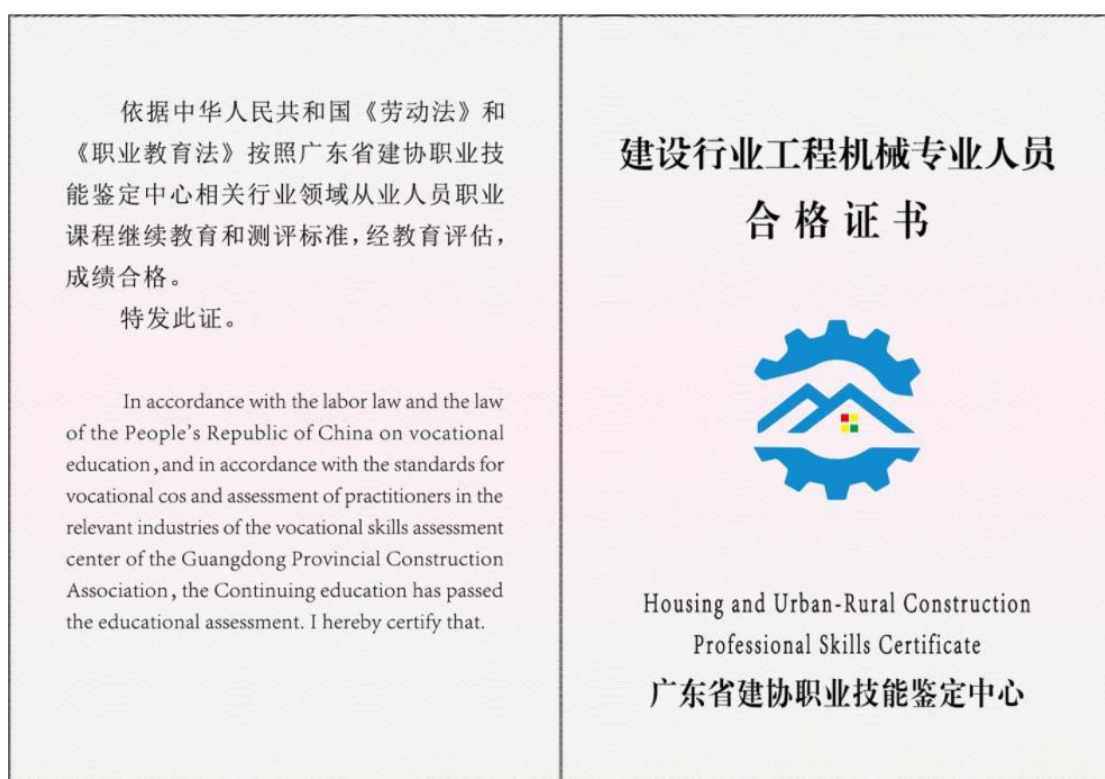 依据中华人民共和国《劳动法》和
《职业教育法》按照广东省建协职业技
能鉴定中心相关行业领域从业人员职业
课程继续教育和测评标准，经教育评估，
成绩合格。
特发此证。
In accordance with the labor law and the law
of the People’s Republic of China on vocational
education, and in accordance with the standards for
vocational cos and assessment of practitioners in the
relevant industries of the vocational skills assessment
center of the Guangdong Provincial Construction
Association, the Continuing education has passed
the educational assessment. I hereby certify that.
建设行业工程机械专业人员
合格证书
Housing and Urban-Rural Construction
Professional Skills Certificate
广东省建协职业技能鉴定中心